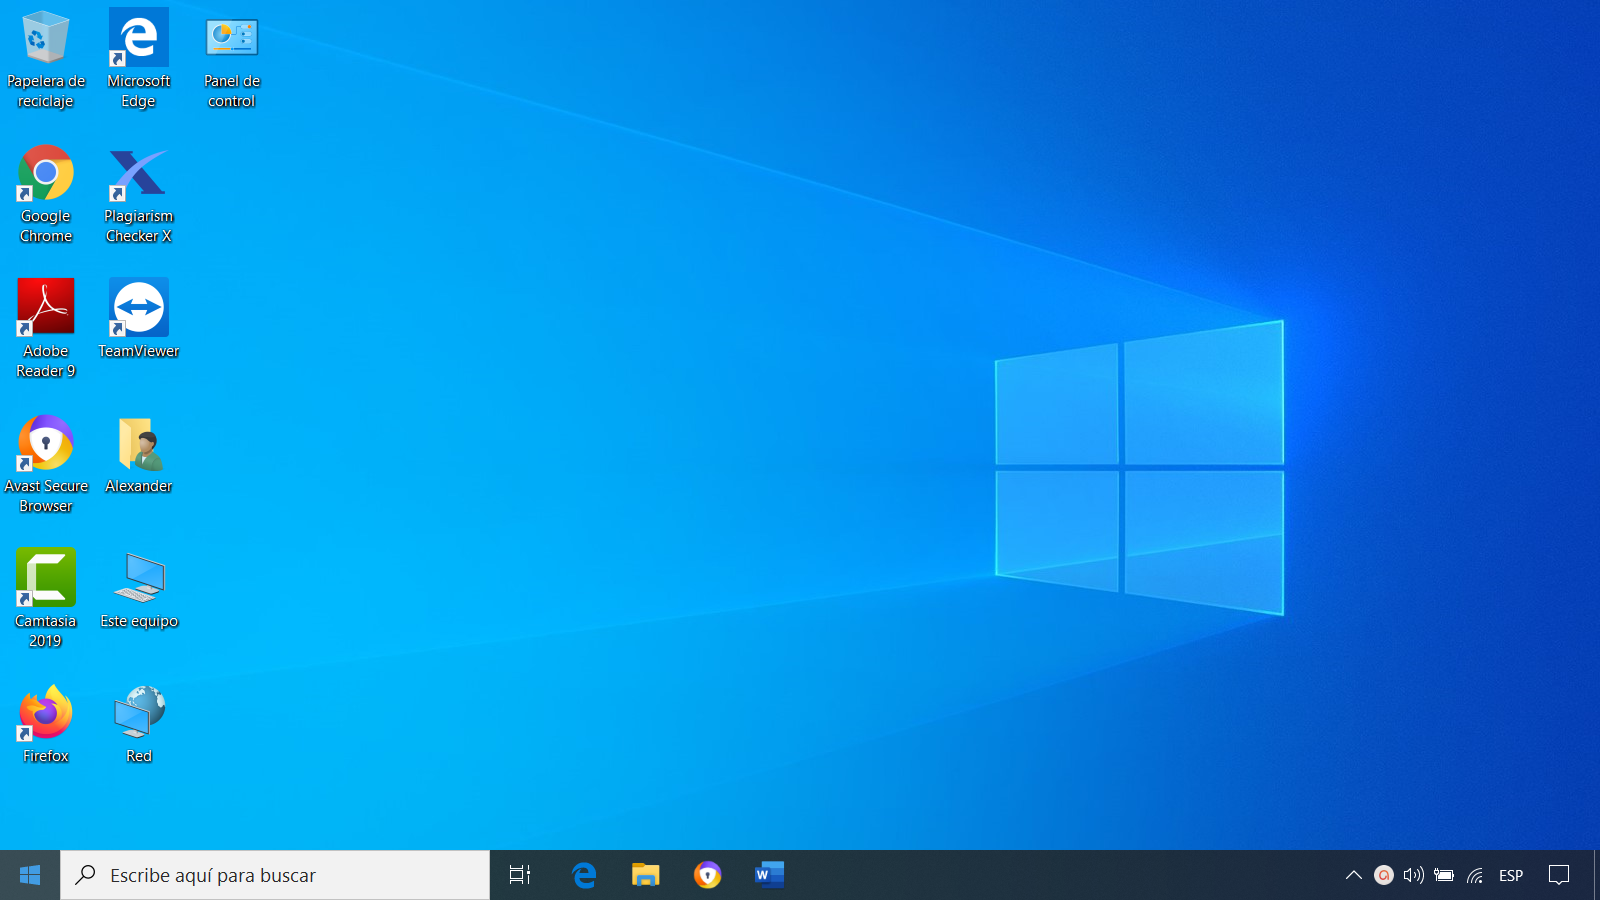 Papelera de
reciclaje
Microsoft
Edge
Panel de
control
Google
Chrome
Plagiarism
Checker X
Adobe
Reader 9
TeamViewer
Avast Secure
Browser
Alexander
Camtasia
2019
Este equipo
Firefox
Red
Escribe aquí para buscar
W
ESP